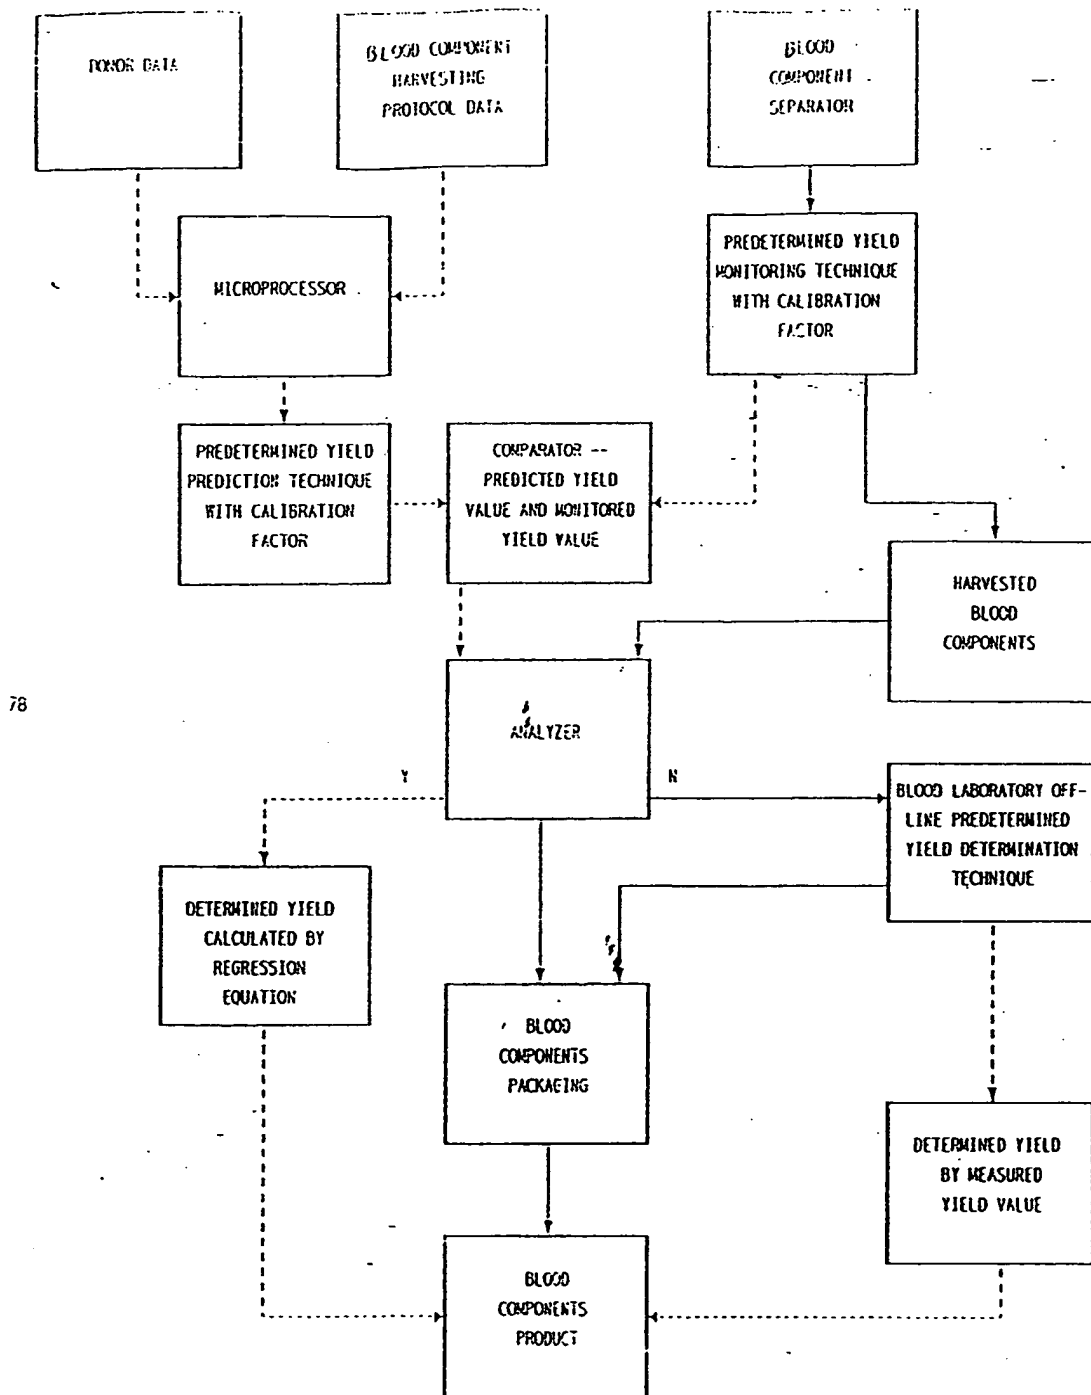 DONOR DATA
BLOOD COMPONENT
HARVESTING
PROTOCOL DATA
BLOOD
COMPONENT
SEPARATOR
MICROPROCESSOR
PREDETERMINED YIELD
MONITORING TECHNIQUE
WITH CALIBRATION
FACTOR
PREDETERMINED YIELD
PREDICTION TECHNIQUE
WITH CALIBRATION
FACTOR
COMPARATOR --
PREDICTED YIELD
VALUE AND MONITORED
YIELD VALUE
HARVESTED
BLOOD
COMPONENTS
78
ANALYZER
Y
N
BLOOD LABORATORY OFF-
LINE PREDETERMINED
YIELD DETERMINATION
TECHNIQUE
DETERMINED YIELD
CALCULATED BY
REGRESSION
EQUATION
BLOOD
COMPONENTS
PACKAGING
DETERMINED YIELD
BY MEASURED
YIELD VALUE
BLOOD
COMPONENTS
PRODUCT